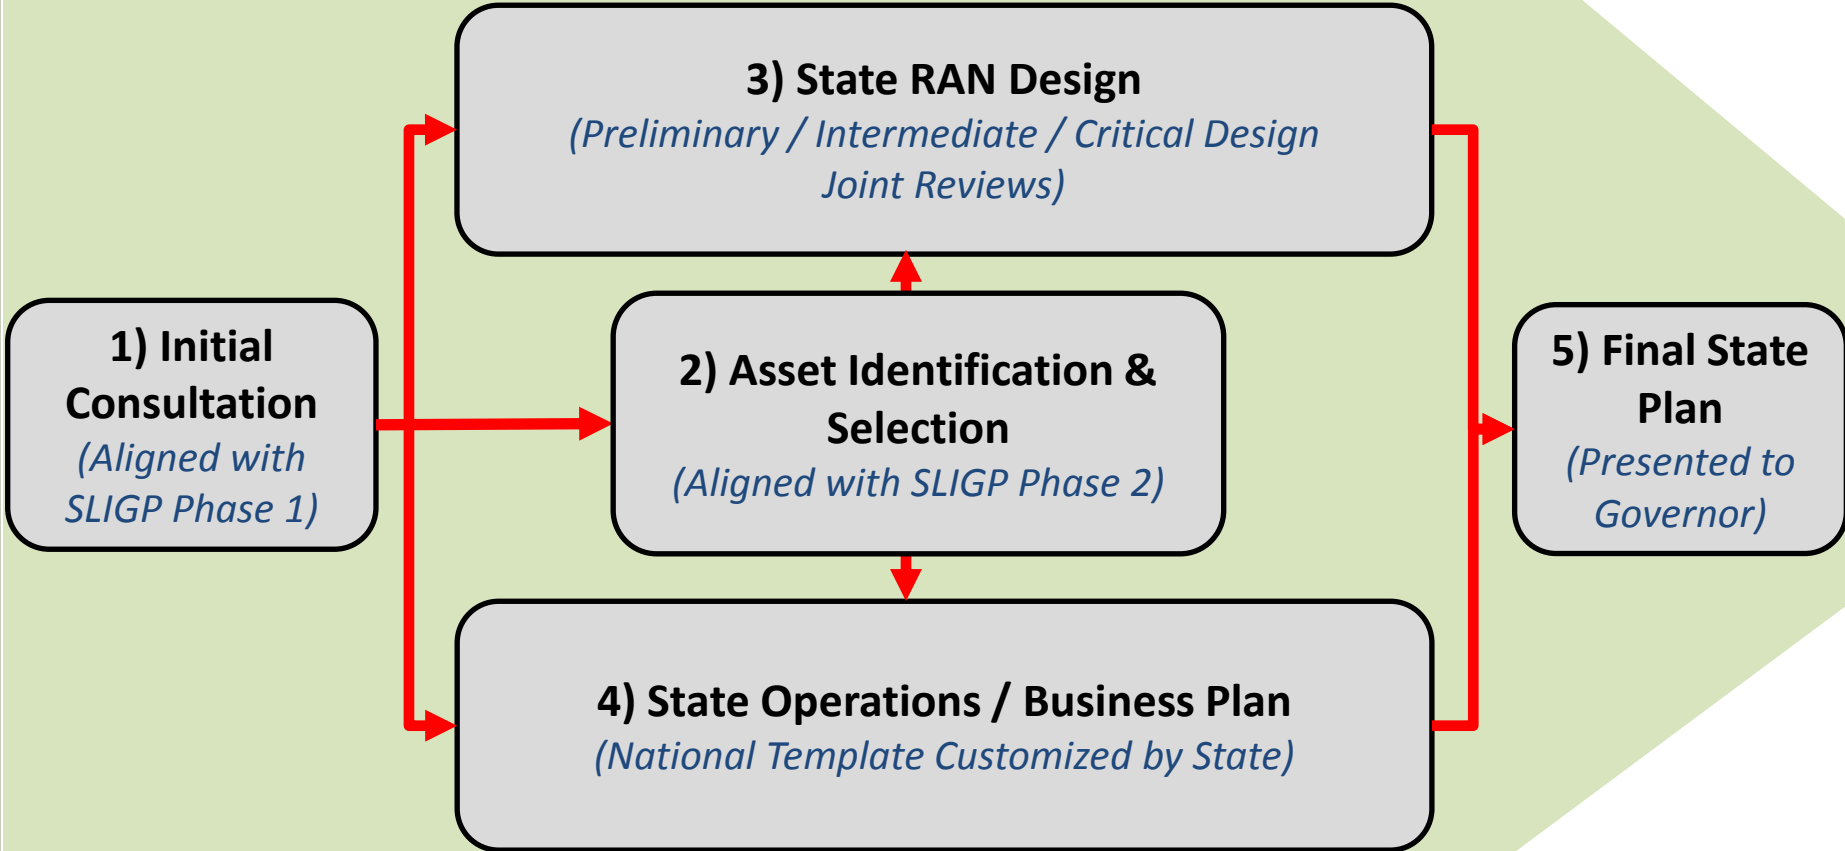 3) State RAN Design
(Preliminary / Intermediate / Critical Design
Joint Reviews)
1) Initial
Consultation
(Aligned with
SLIGP Phase 1)
2) Asset Identification &
Selection
(Aligned with SLIGP Phase 2)
5) Final State
Plan
(Presented to
Governor)
4) State Operations / Business Plan
(National Template Customized by State)